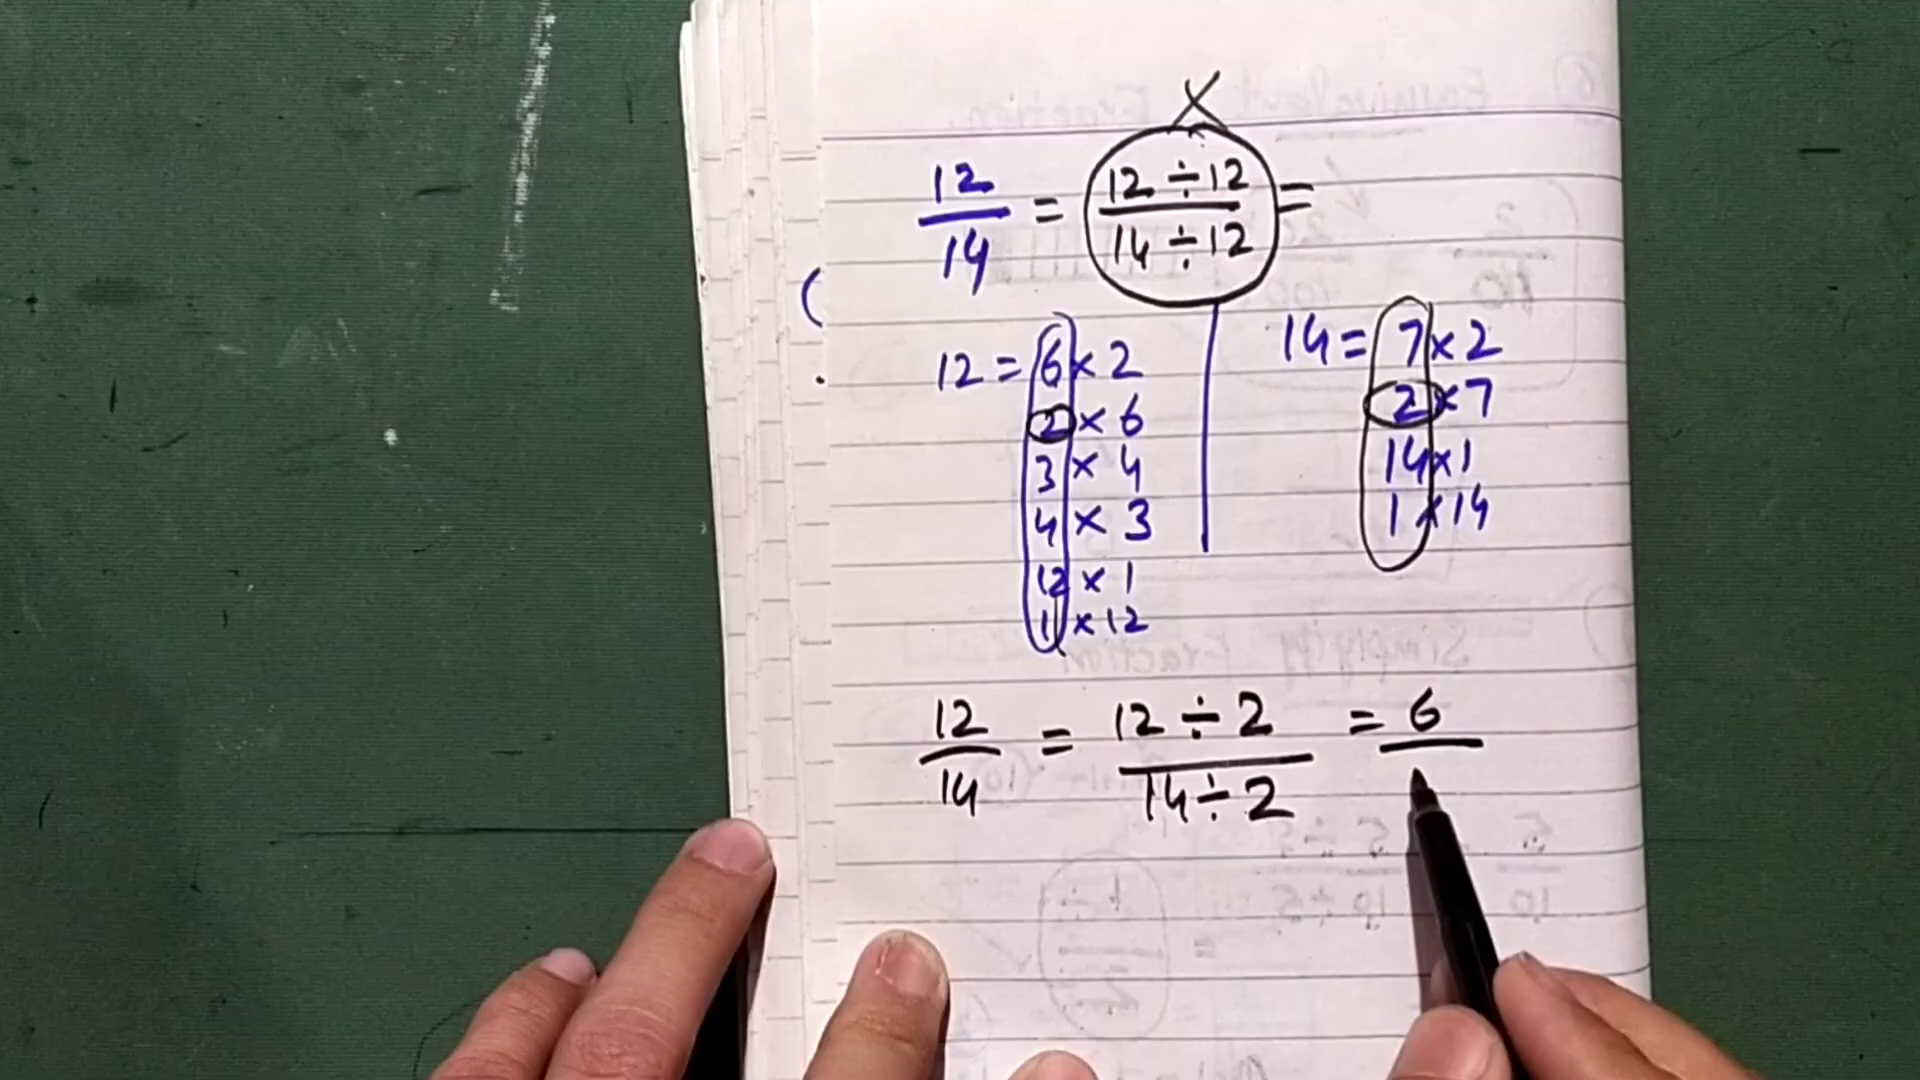 X
12/14 = 12 ÷ 12 / 14 ÷ 12 =
12 = 6 × 2
2 × 6
3 × 4
4 × 3
12 × 1
1 × 12
14 = 7 × 2
2 × 7
14 × 1
1 × 14
12/14 = 12 ÷ 2 / 14 ÷ 2 = 6/